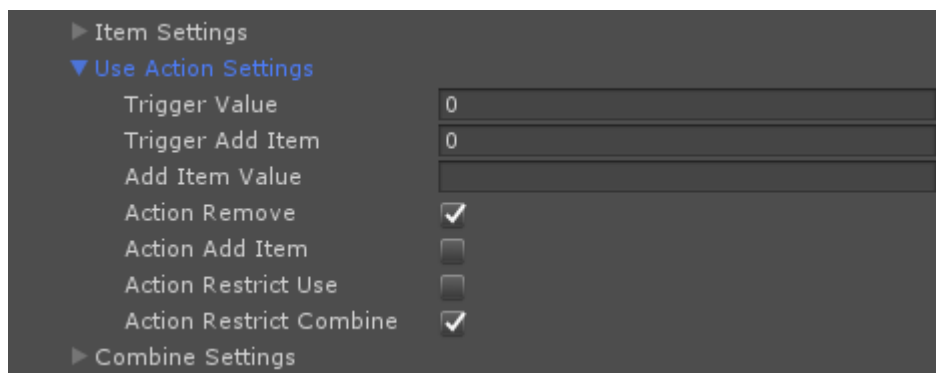 Item Settings
Use Action Settings
Trigger Value 0
Trigger Add Item 0
Add Item Value
Action Remove
Action Add Item
Action Restrict Use
Action Restrict Combine
Combine Settings